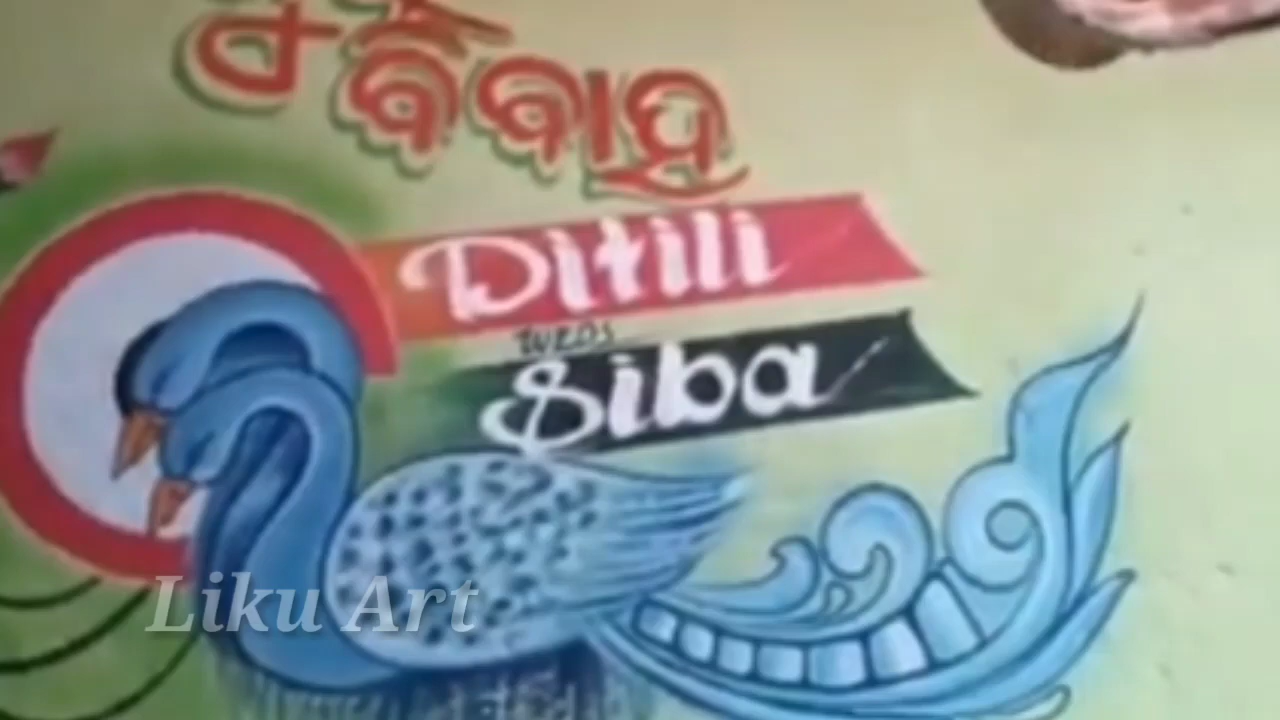 ବିବାହ
Ditili
WEDS
Siba
Liku Art